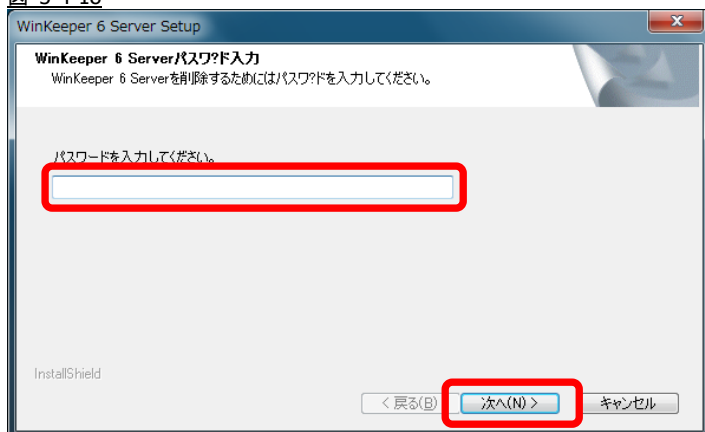 WinKeeper 6 Server Setup
WinKeeper 6 Serverパスワ?ド入力
WinKeeper 6 Serverを削除するためにはパスワ?ドを入力してください。
パスワードを入力してください。
InstallShield
< 戻る(B)
次へ(N) >
キャンセル